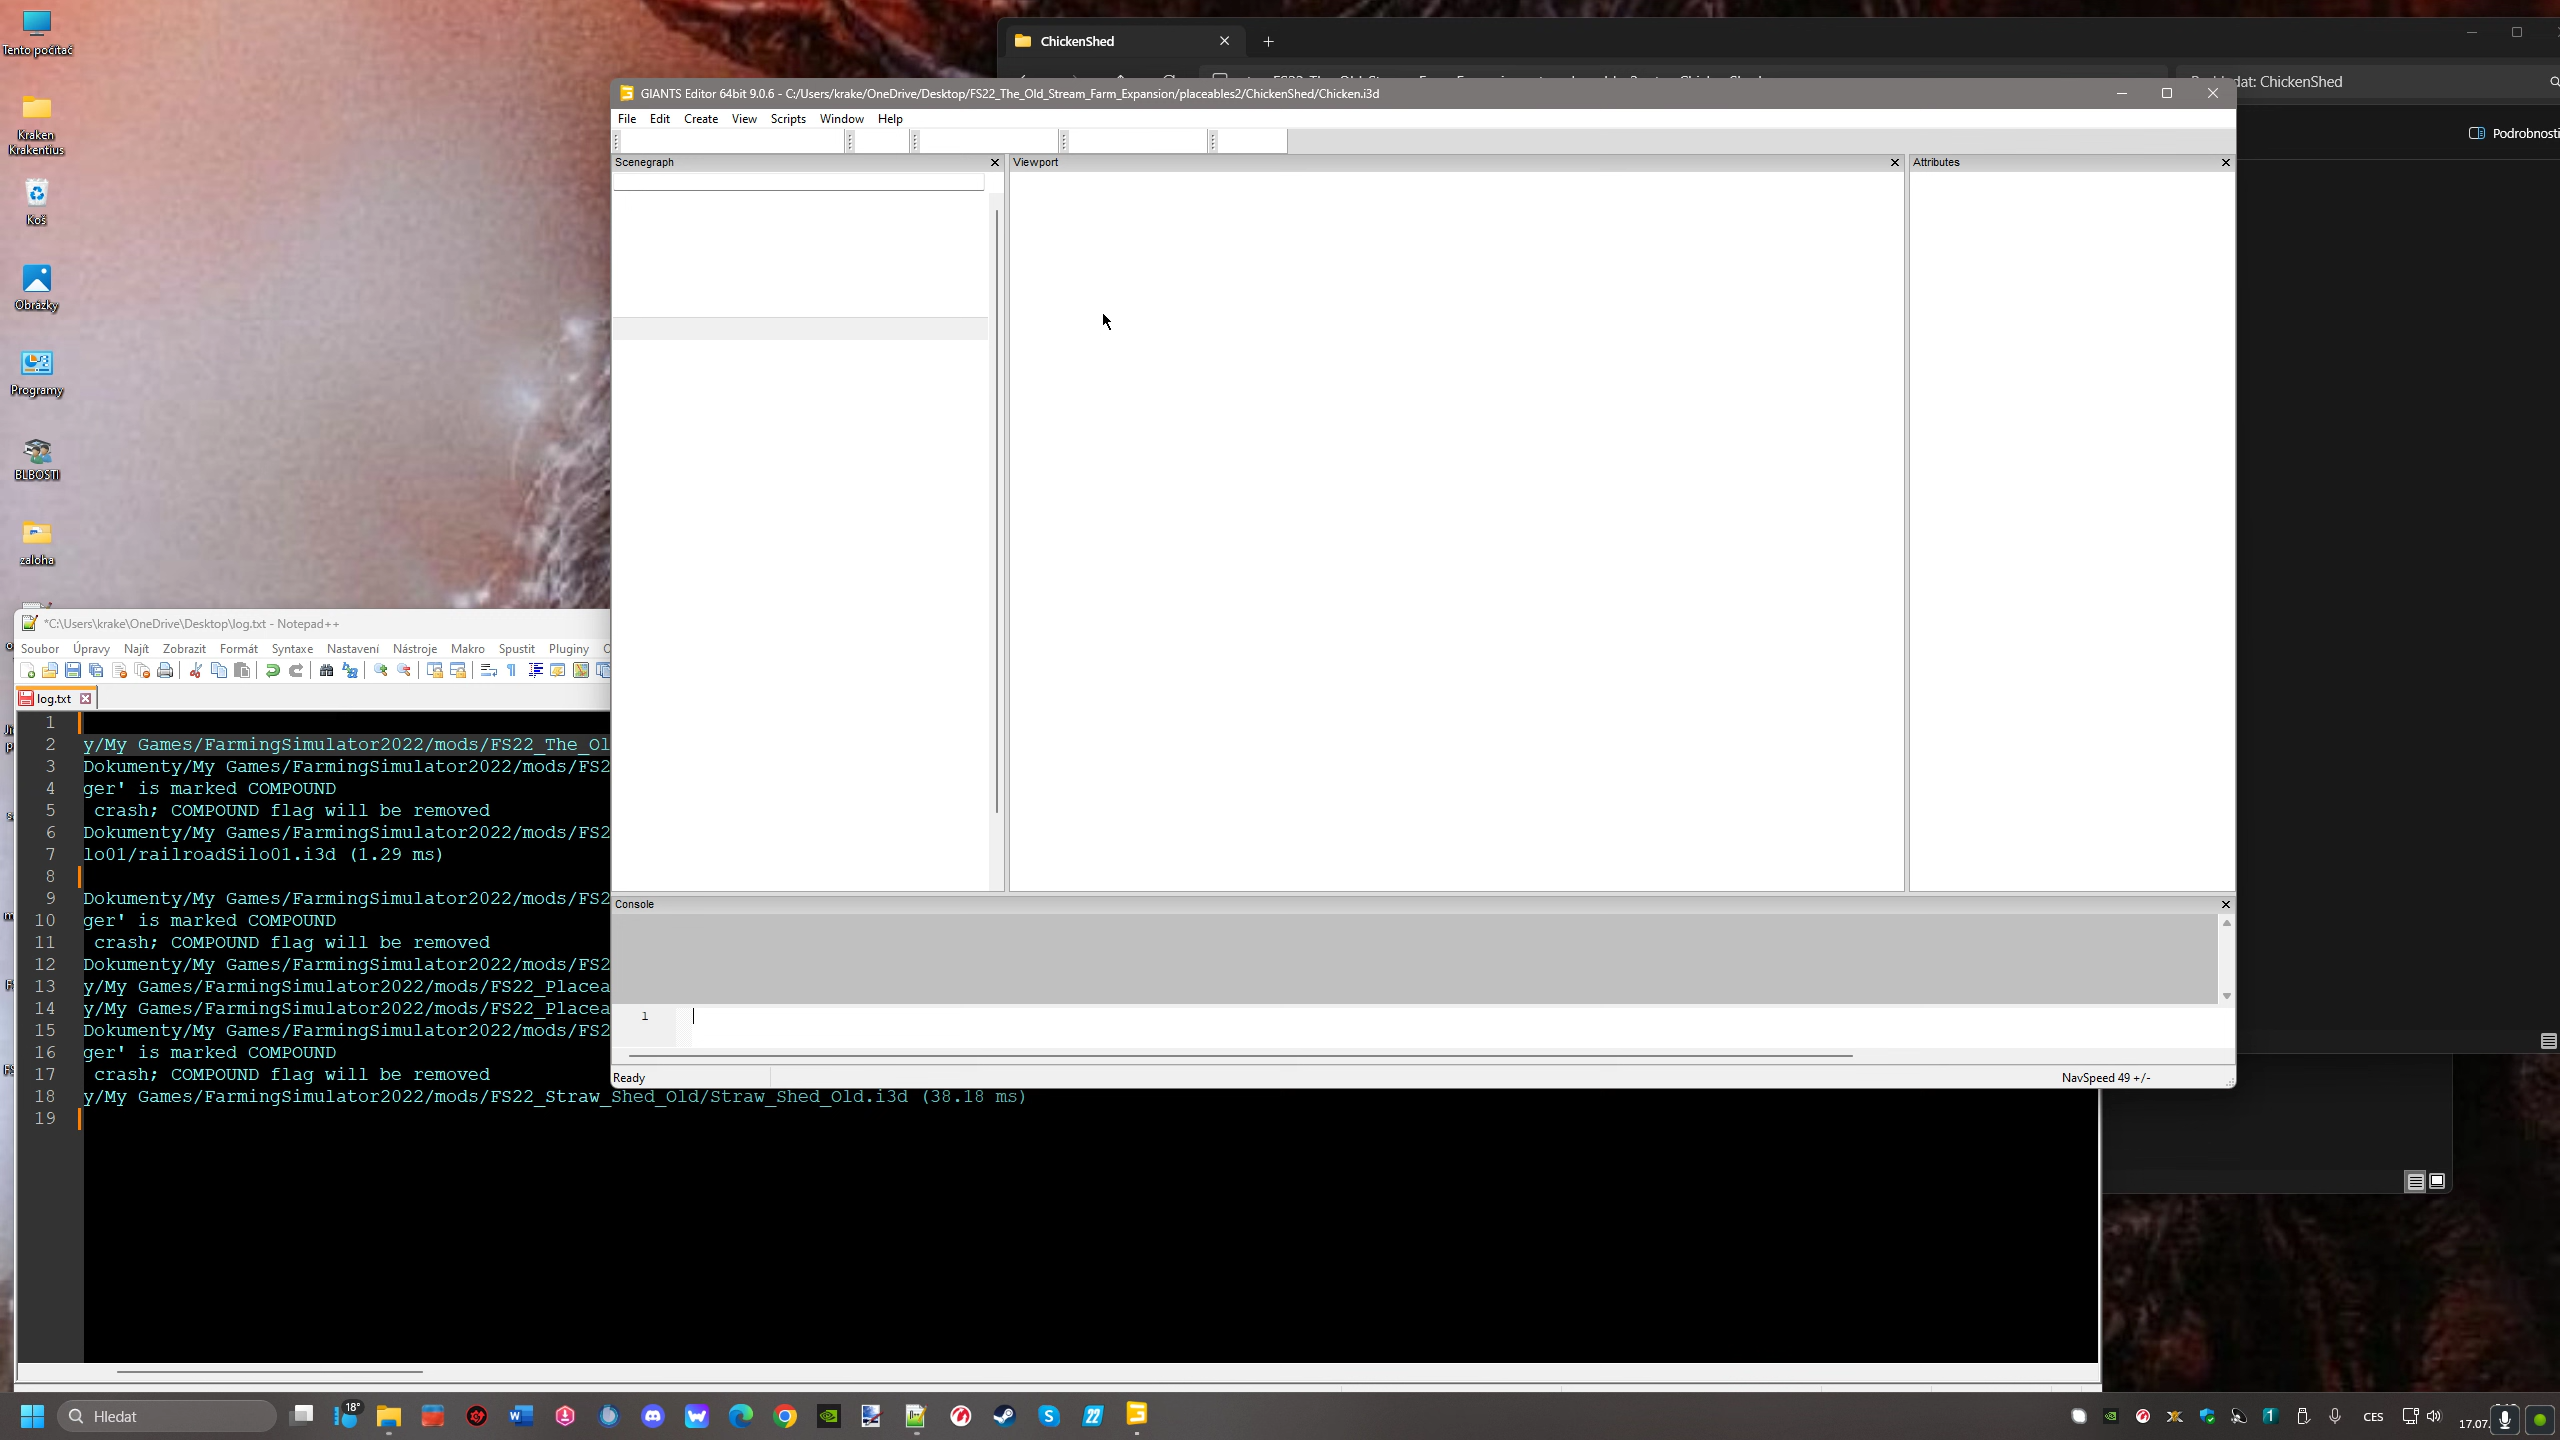 Tento počítač
Kraken
Krakentius
Koš
Obrázky
Programy
BLBOSTI
zaloha
ChickenShed
dat: ChickenShed
Podrobnosti
GIANTS Editor 64bit 9.0.6 - C:/Users/krake/OneDrive/Desktop/FS22_The_Old_Stream_Farm_Expansion/placeables2/ChickenShed/Chicken.i3d
File Edit Create View Scripts Window Help
Scenegraph
Viewport
Attributes
Console
1
Ready
NavSpeed 49 +/-
*C:\Users\krake\OneDrive\Desktop\log.txt - Notepad++
Soubor Úpravy Najít Zobrazit Formát Syntaxe Nastavení Nástroje Makro Spustit Pluginy
log.txt
1
2 y/My Games/FarmingSimulator2022/mods/FS22_The_Ol
3 Dokumenty/My Games/FarmingSimulator2022/mods/FS2
4 ger' is marked COMPOUND
5 crash; COMPOUND flag will be removed
6 Dokumenty/My Games/FarmingSimulator2022/mods/FS2
7 lo01/railroadSilo01.i3d (1.29 ms)
8
9 Dokumenty/My Games/FarmingSimulator2022/mods/FS2
10 ger' is marked COMPOUND
11 crash; COMPOUND flag will be removed
12 Dokumenty/My Games/FarmingSimulator2022/mods/FS2
13 y/My Games/FarmingSimulator2022/mods/FS22_Placea
14 y/My Games/FarmingSimulator2022/mods/FS22_Placea
15 Dokumenty/My Games/FarmingSimulator2022/mods/FS2
16 ger' is marked COMPOUND
17 crash; COMPOUND flag will be removed
18 y/My Games/FarmingSimulator2022/mods/FS22_Straw_Shed_Old/Straw_Shed_Old.i3d (38.18 ms)
19
Hledat
18°
22
CES
17.07.